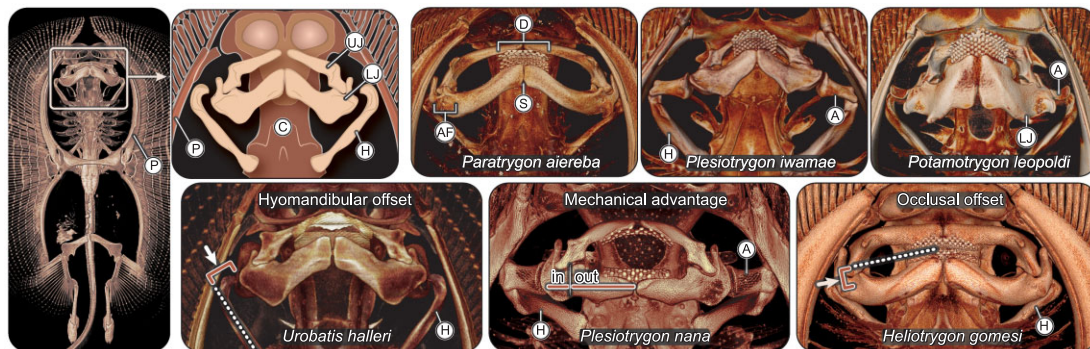 P
UJ
LJ
C
P
H
D
S
AF
Paratrygon aiereba
A
H
Plesiotrygon iwamae
A
LJ
Potamotrygon leopoldi
Hyomandibular offset
H
Urobatis halleri
Mechanical advantage
A
in out
H
Plesiotrygon nana
Occlusal offset
H
Heliotrygon gomesi